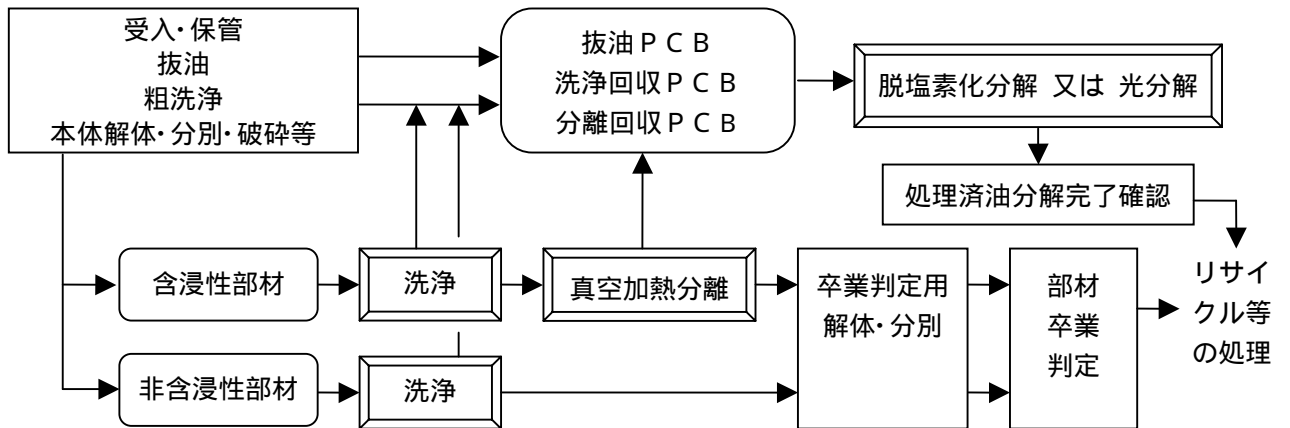 受入・保管
抜油
粗洗浄
本体解体・分別・破砕等
抜油ＰＣＢ
洗浄回収ＰＣＢ
分離回収ＰＣＢ
脱塩素化分解 又は 光分解
処理済油分解完了確認
含浸性部材
洗浄
真空加熱分離
卒業判定用
解体・分別
部材
卒業
判定
リサイ
クル等
の処理
非含浸性部材
洗浄